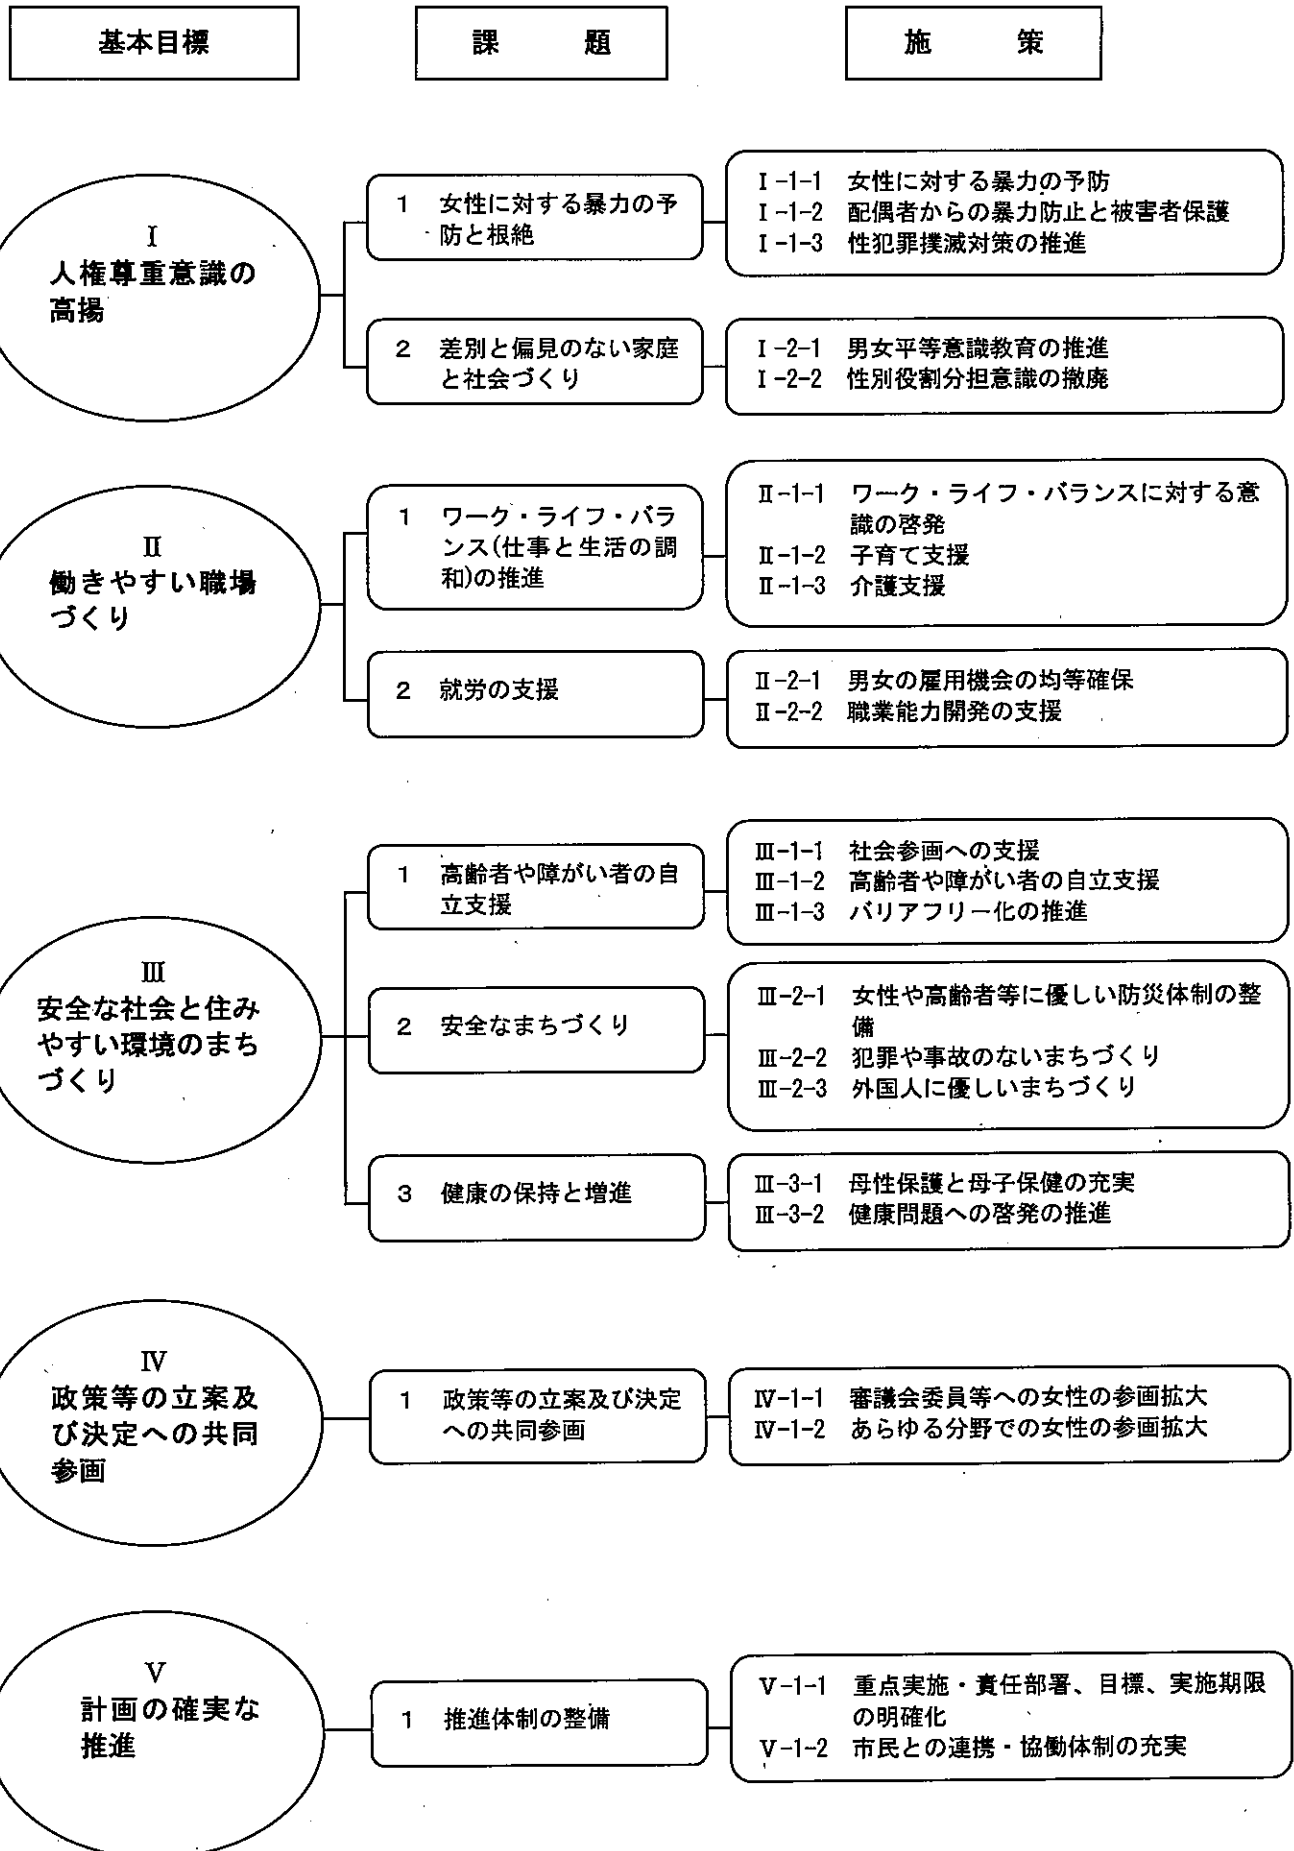 基本目標
課 題
施 策
Ⅰ
人権尊重意識の
高揚
1 女性に対する暴力の予
防と根絶
Ⅰ-1-1 女性に対する暴力の予防
Ⅰ-1-2 配偶者からの暴力防止と被害者保護
Ⅰ-1-3 性犯罪撲滅対策の推進
2 差別と偏見のない家庭
と社会づくり
Ⅰ-2-1 男女平等意識教育の推進
Ⅰ-2-2 性別役割分担意識の撤廃
Ⅱ
働きやすい職場
づくり
1 ワーク・ライフ・バラ
ンス(仕事と生活の調
和)の推進
Ⅱ-1-1 ワーク・ライフ・バランスに対する意
識の啓発
Ⅱ-1-2 子育て支援
Ⅱ-1-3 介護支援
2 就労の支援
Ⅱ-2-1 男女の雇用機会の均等確保
Ⅱ-2-2 職業能力開発の支援
Ⅲ
安全な社会と住み
やすい環境のまち
づくり
1 高齢者や障がい者の自
立支援
Ⅲ-1-1 社会参画への支援
Ⅲ-1-2 高齢者や障がい者の自立支援
Ⅲ-1-3 バリアフリー化の推進
2 安全なまちづくり
Ⅲ-2-1 女性や高齢者等に優しい防災体制の整
備
Ⅲ-2-2 犯罪や事故のないまちづくり
Ⅲ-2-3 外国人に優しいまちづくり
3 健康の保持と増進
Ⅲ-3-1 母性保護と母子保健の充実
Ⅲ-3-2 健康問題への啓発の推進
Ⅳ
政策等の立案及
び決定への共同
参画
1 政策等の立案及び決定
への共同参画
Ⅳ-1-1 審議会委員等への女性の参画拡大
Ⅳ-1-2 あらゆる分野での女性の参画拡大
Ⅴ
計画の確実な
推進
1 推進体制の整備
Ⅴ-1-1 重点実施・責任部署、目標、実施期限
の明確化
Ⅴ-1-2 市民との連携・協働体制の充実